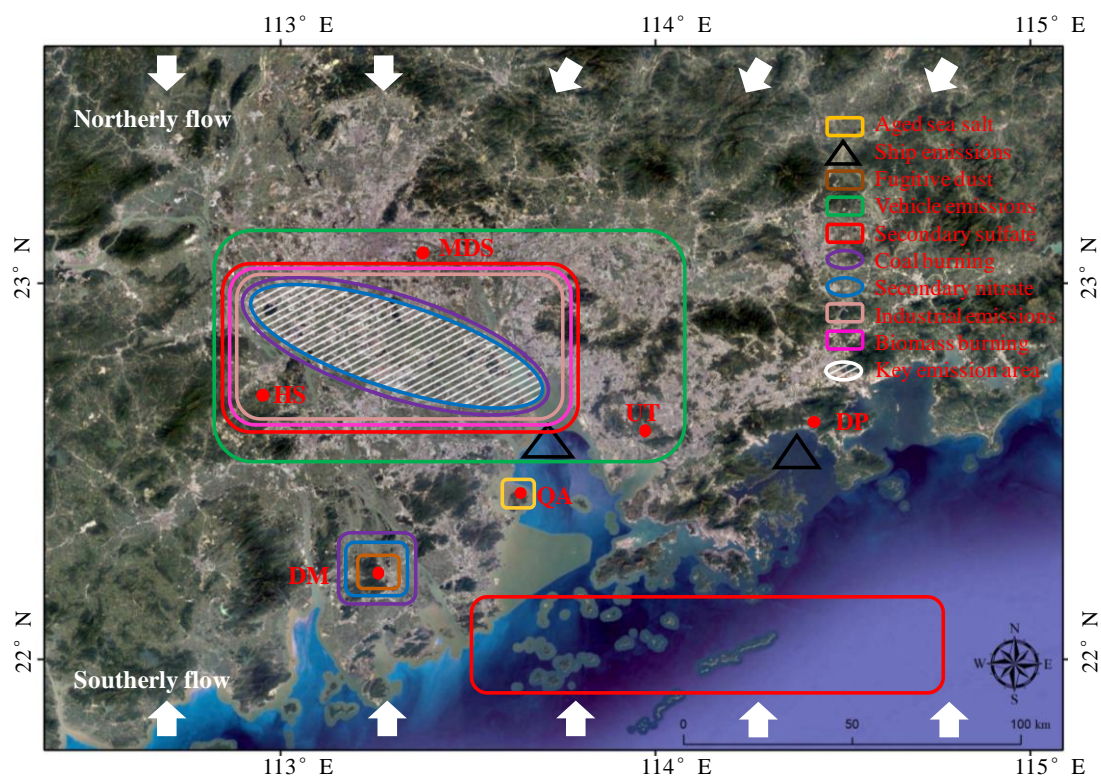 113° E 114° E 115° E
Northerly flow
Aged sea salt
Ship emissions
Fugitive dust
Vehicle emissions
Secondary sulfate
Coal burning
Secondary nitrate
Industrial emissions
Biomass burning
Key emission area
23° N 23° N
MDS
HS
UT
DP
QA
DM
22° N 22° N
Southerly flow
N
W E
S
0 50 100 km
113° E 114° E 115° E